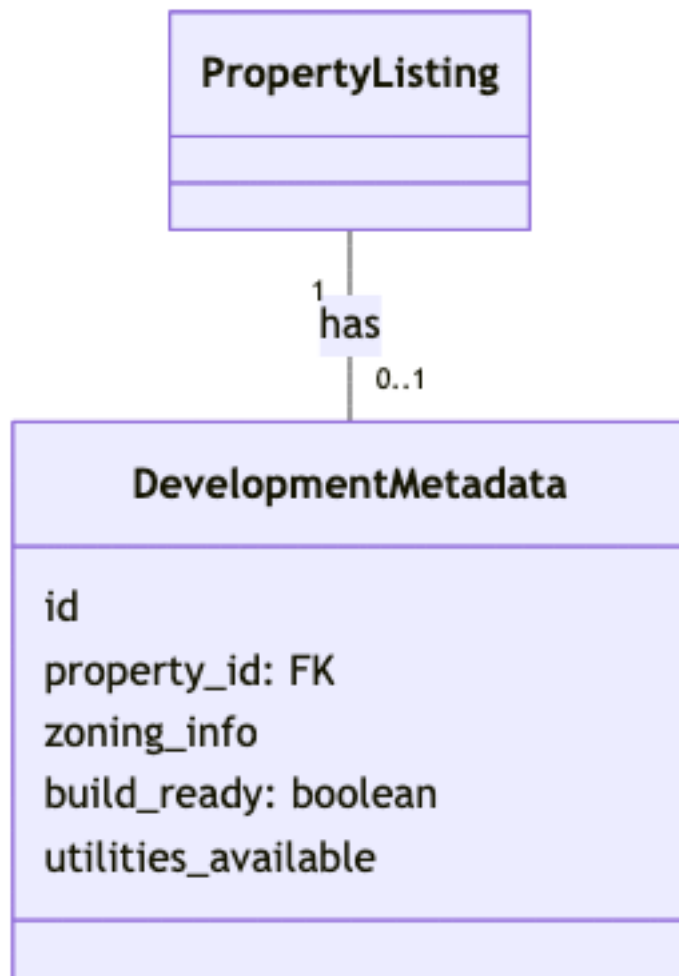 PropertyListing
1
has
0..1
DevelopmentMetadata
id
property_id: FK
zoning_info
build_ready: boolean
utilities_available